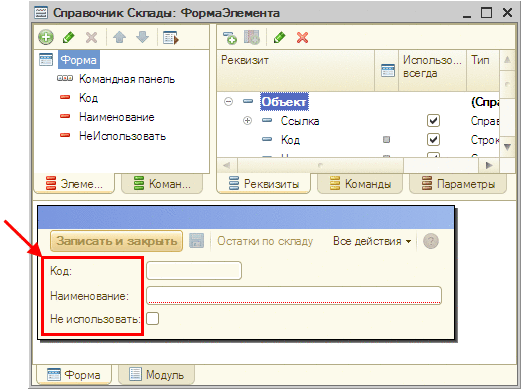 Справочник Склады: ФормаЭлемента
Форма
Командная панель
Код
Наименование
НеИспользовать
Элеме...
Коман...
Реквизит
Использо... всегда
Тип
Объект
(Спра
Ссылка
Справ
Код
Строк
Реквизиты
Команды
Параметры
Записать и закрыть
Остатки по складу
Все действия
Код:
Наименование:
Не использовать:
Форма
Модуль